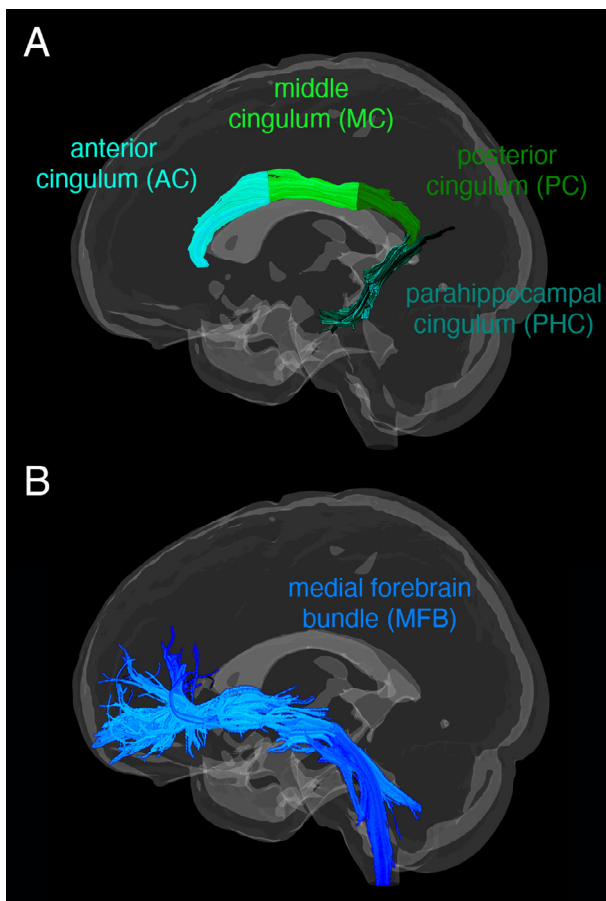 A
middle
cingulum (MC)
anterior
cingulum (AC)
posterior
cingulum (PC)
parahippocampal
cingulum (PHC)
B
medial forebrain
bundle (MFB)